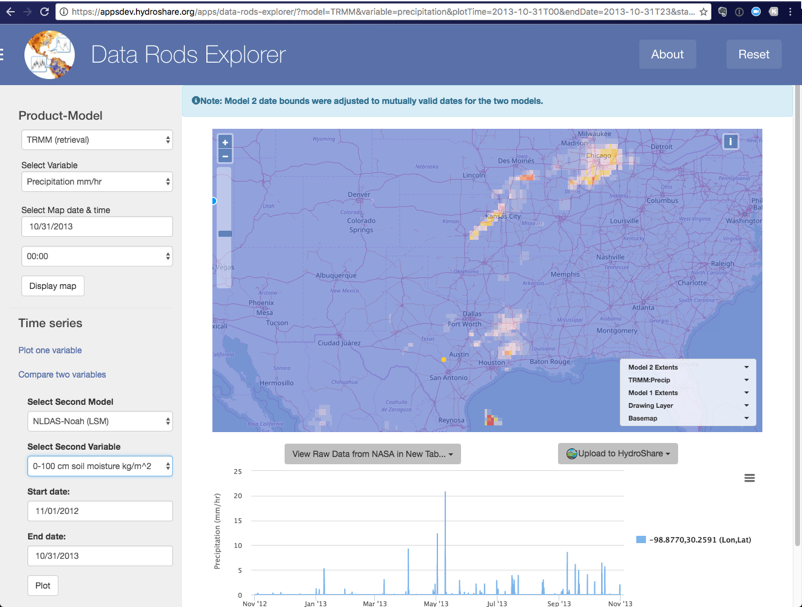 https://appsdev.hydroshare.org/apps/data-rods-explorer/?model=TRMM&variable=precipitation&plotTime=2013-10-31T00&endDate=2013-10-31T23&sta...
Data Rods Explorer
About
Reset
Note: Model 2 date bounds were adjusted to mutually valid dates for the two models.
Product-Model
TRMM (retrieval)
Select Variable
Precipitation mm/hr
Select Map date & time
10/31/2013
00:00
Display map
Time series
Plot one variable
Compare two variables
Select Second Model
NLDAS-Noah (LSM)
Select Second Variable
0-100 cm soil moisture kg/m^2
Start date:
11/01/2012
End date:
10/31/2013
Plot
+
−
i
Milwaukee
Madison
Detroit
Chicago
Des Moines
Lincoln
Denver
Colorado
Springs
Kansas City
Columbus
Washington
Louisville
Nashville
Raleigh
Charlotte
Memphis
Albuquerque
Phoenix
Mesa
Tucson
Atlanta
Montgomery
Dallas
Fort Worth
Ciudad Juárez
Austin
Houston
Baton Rouge
San Antonio
Hermosillo
Chihuahua
Reynosa
Model 2 Extents
TRMM:Precip
Model 1 Extents
Drawing Layer
Basemap
View Raw Data from NASA in New Tab...
Upload to HydroShare
Precipitation (mm/hr)
25
20
15
10
5
0
Nov '12
Jan '13
Mar '13
May '13
Jul '13
Sep '13
Nov '13
-98.8770,30.2591 (Lon,Lat)